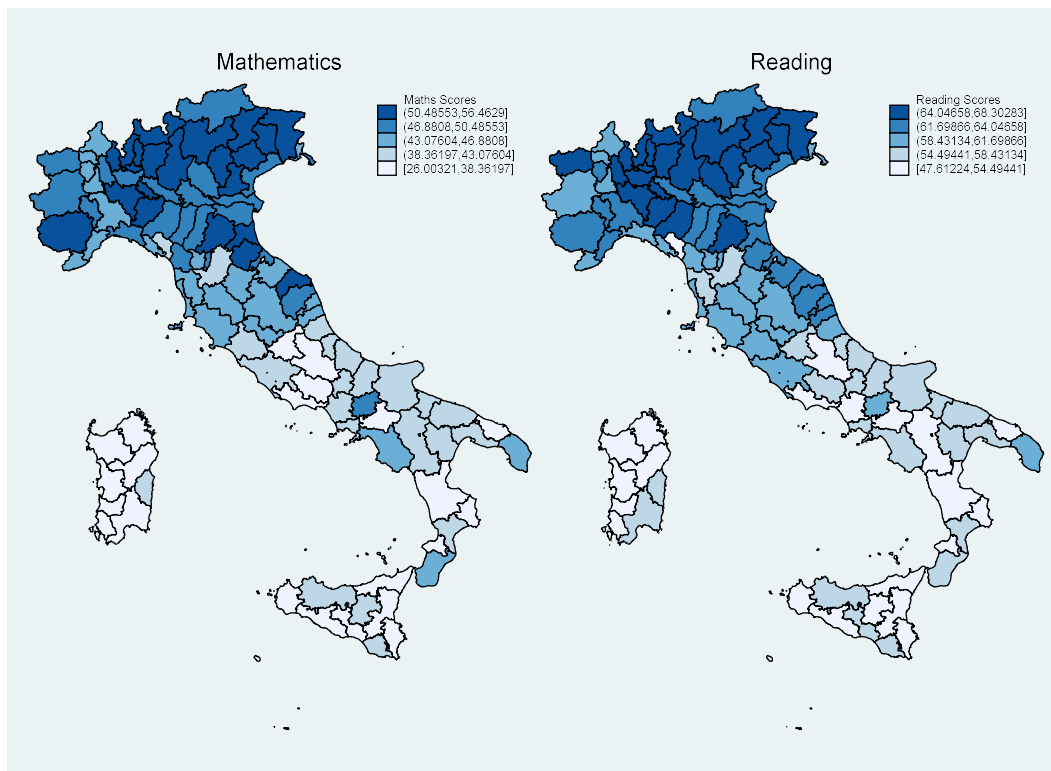 Mathematics
Maths Scores
(50.48553,56.4629]
(46.8808,50.48553]
(43.07604,46.8808]
(38.36197,43.07604]
[26.00321,38.36197]
Reading
Reading Scores
(64.04658,68.30283]
(61.69866,64.04658]
(58.43134,61.69866]
(54.49441,58.43134]
[47.61224,54.49441]